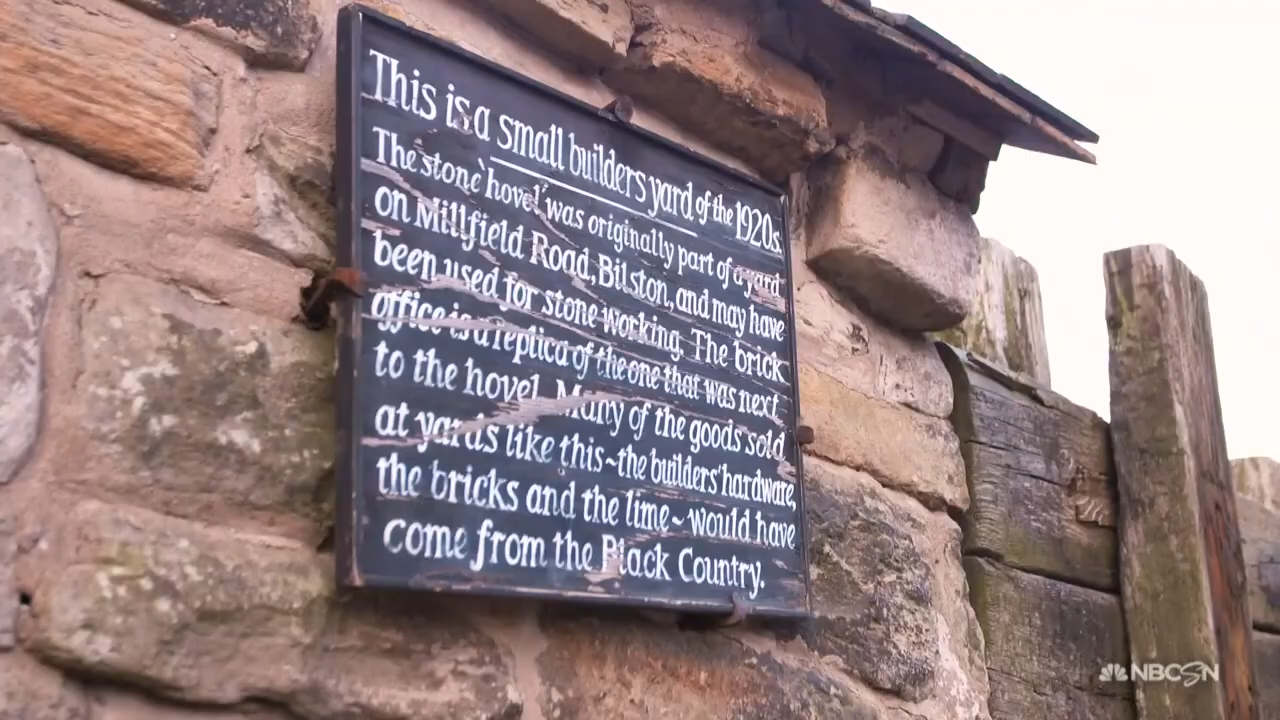 This is a small builders yard of the 1920s.
The stone 'hovel' was originally part of a yard
on Millfield Road, Bilston, and may have
been used for stone working. The brick
office is a replica of the one that was next
to the hovel. Many of the goods sold
at yards like this ~ the builders' hardware,
the bricks and the lime ~ would have
come from the Black Country.
NBCSN